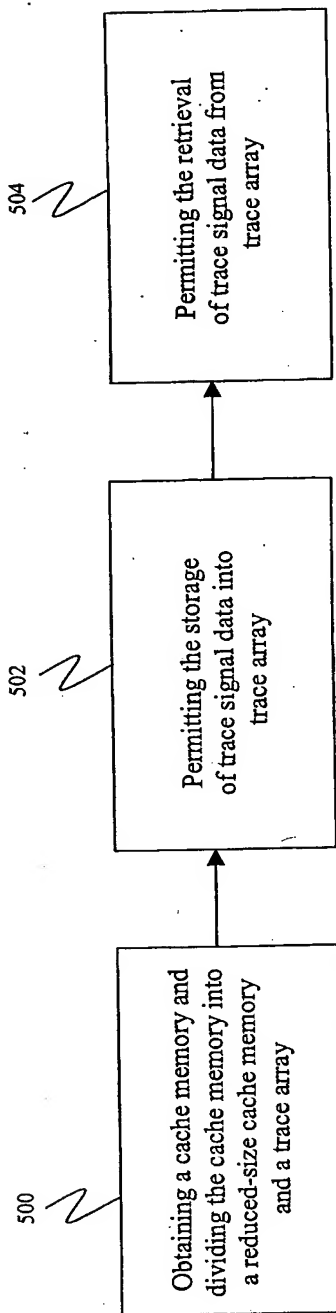 500
Obtaining a cache memory and
dividing the cache memory into
a reduced-size cache memory
and a trace array
502
Permitting the storage
of trace signal data into
trace array
504
Permitting the retrieval
of trace signal data from
trace array